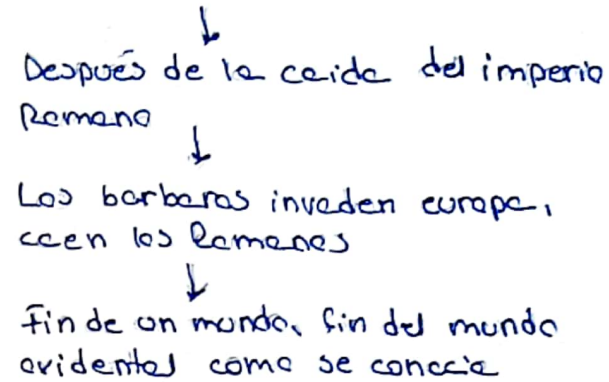 Después de la caida del imperio
Romano
Los barbaros invaden europa,
caen los Romanos
Fin de un mundo, fin del mundo
ovidental como se conocia